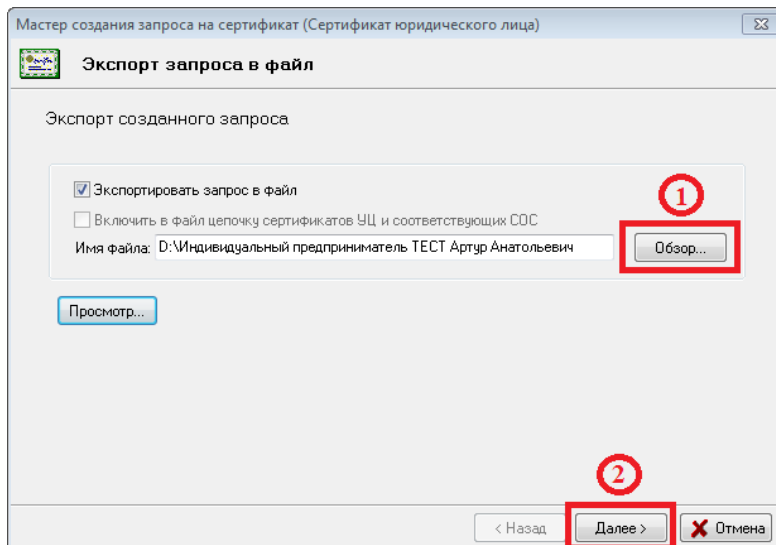 Мастер создания запроса на сертификат (Сертификат юридического лица)
Экспорт запроса в файл
Экспорт созданного запроса
Экспортировать запрос в файл
1
Включить в файл цепочку сертификатов УЦ и соответствующих СОС
Имя файла: D:\Индивидуальный предприниматель ТЕСТ Артур Анатольевич Обзор...
Просмотр...
2
< Назад Далее > Отмена